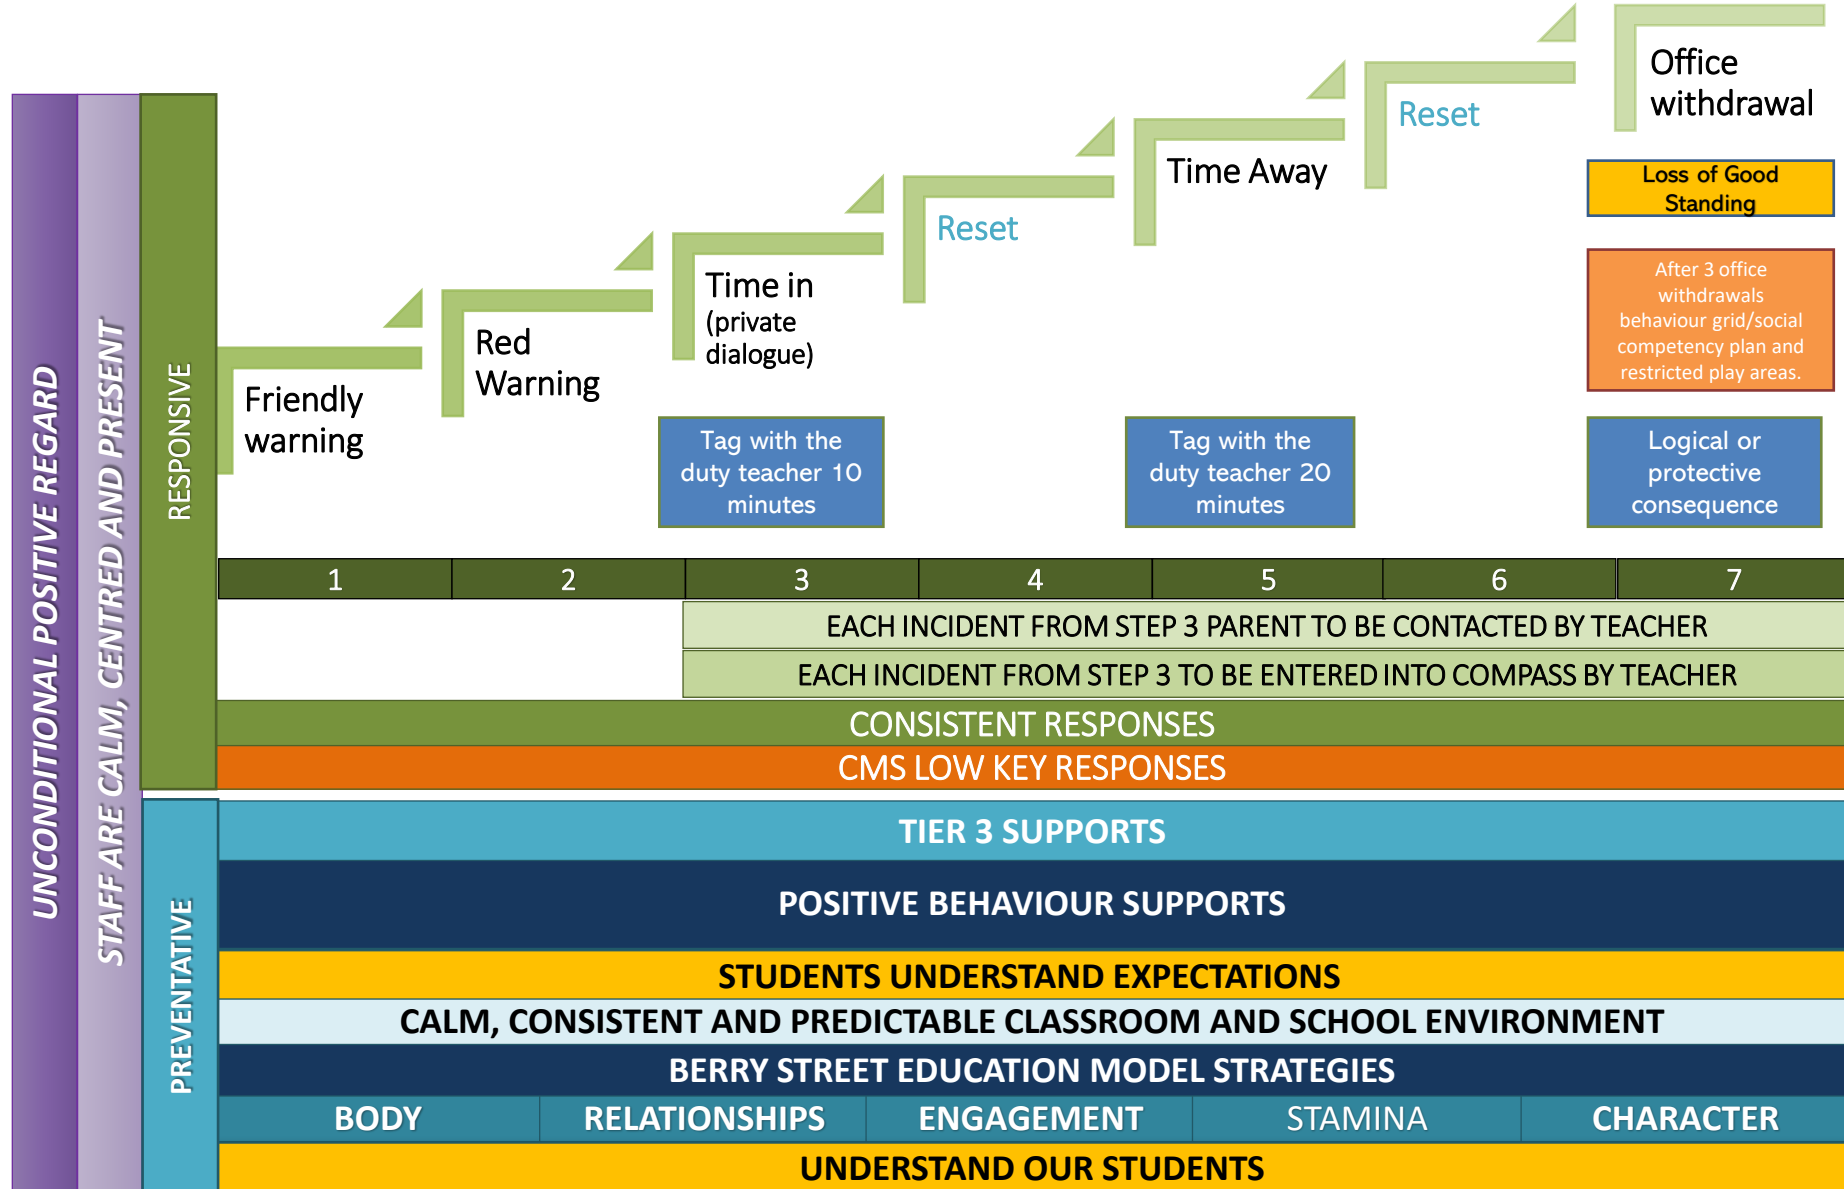 UNCONDITIONAL POSITIVE REGARD
STAFF ARE CALM, CENTRED AND PRESENT
RESPONSIVE
Friendly
warning
Red
Warning
Time in
(private
dialogue)
Reset
Time Away
Reset
Office
withdrawal
Loss of Good
Standing
After 3 office
withdrawals
behaviour grid/social
competency plan and
restricted play areas.
Tag with the
duty teacher 10
minutes
Tag with the
duty teacher 20
minutes
Logical or
protective
consequence
1 2 3 4 5 6 7
EACH INCIDENT FROM STEP 3 PARENT TO BE CONTACTED BY TEACHER
EACH INCIDENT FROM STEP 3 TO BE ENTERED INTO COMPASS BY TEACHER
CONSISTENT RESPONSES
CMS LOW KEY RESPONSES
PREVENTATIVE
TIER 3 SUPPORTS
POSITIVE BEHAVIOUR SUPPORTS
STUDENTS UNDERSTAND EXPECTATIONS
CALM, CONSISTENT AND PREDICTABLE CLASSROOM AND SCHOOL ENVIRONMENT
BERRY STREET EDUCATION MODEL STRATEGIES
BODY RELATIONSHIPS ENGAGEMENT STAMINA CHARACTER
UNDERSTAND OUR STUDENTS